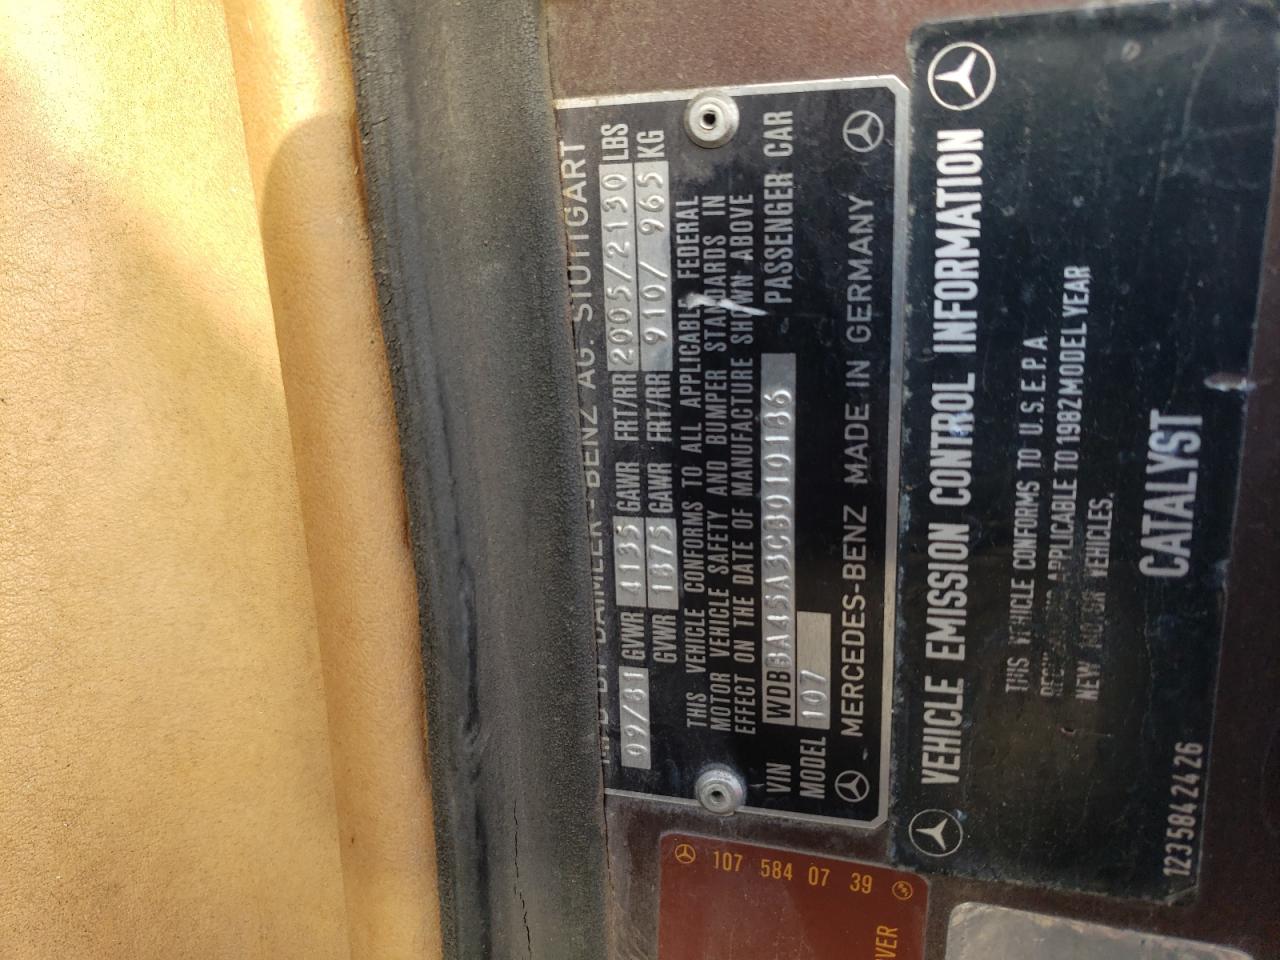 MFD BY DAIMLER-BENZ AG. STUTTGART
09/81 GVWR 4135 GAWR FRT/RR 2005/2130 LBS
GVWR 1875 GAWR FRT/RR 910/ 965 KG
THIS VEHICLE CONFORMS TO ALL APPLICABLE FEDERAL
MOTOR VEHICLE SAFETY AND BUMPER STANDARDS IN
EFFECT ON THE DATE OF MANUFACTURE SHOWN ABOVE
VIN WDBBA45A3CB010186 PASSENGER CAR
MODEL 107
MERCEDES-BENZ MADE IN GERMANY
VEHICLE EMISSION CONTROL INFORMATION
THIS VEHICLE CONFORMS TO U.S.E.P.A.
APPLICABLE TO 1982 MODEL YEAR
NEW MOTOR VEHICLES.
CATALYST
1235842426
107 584 07 39